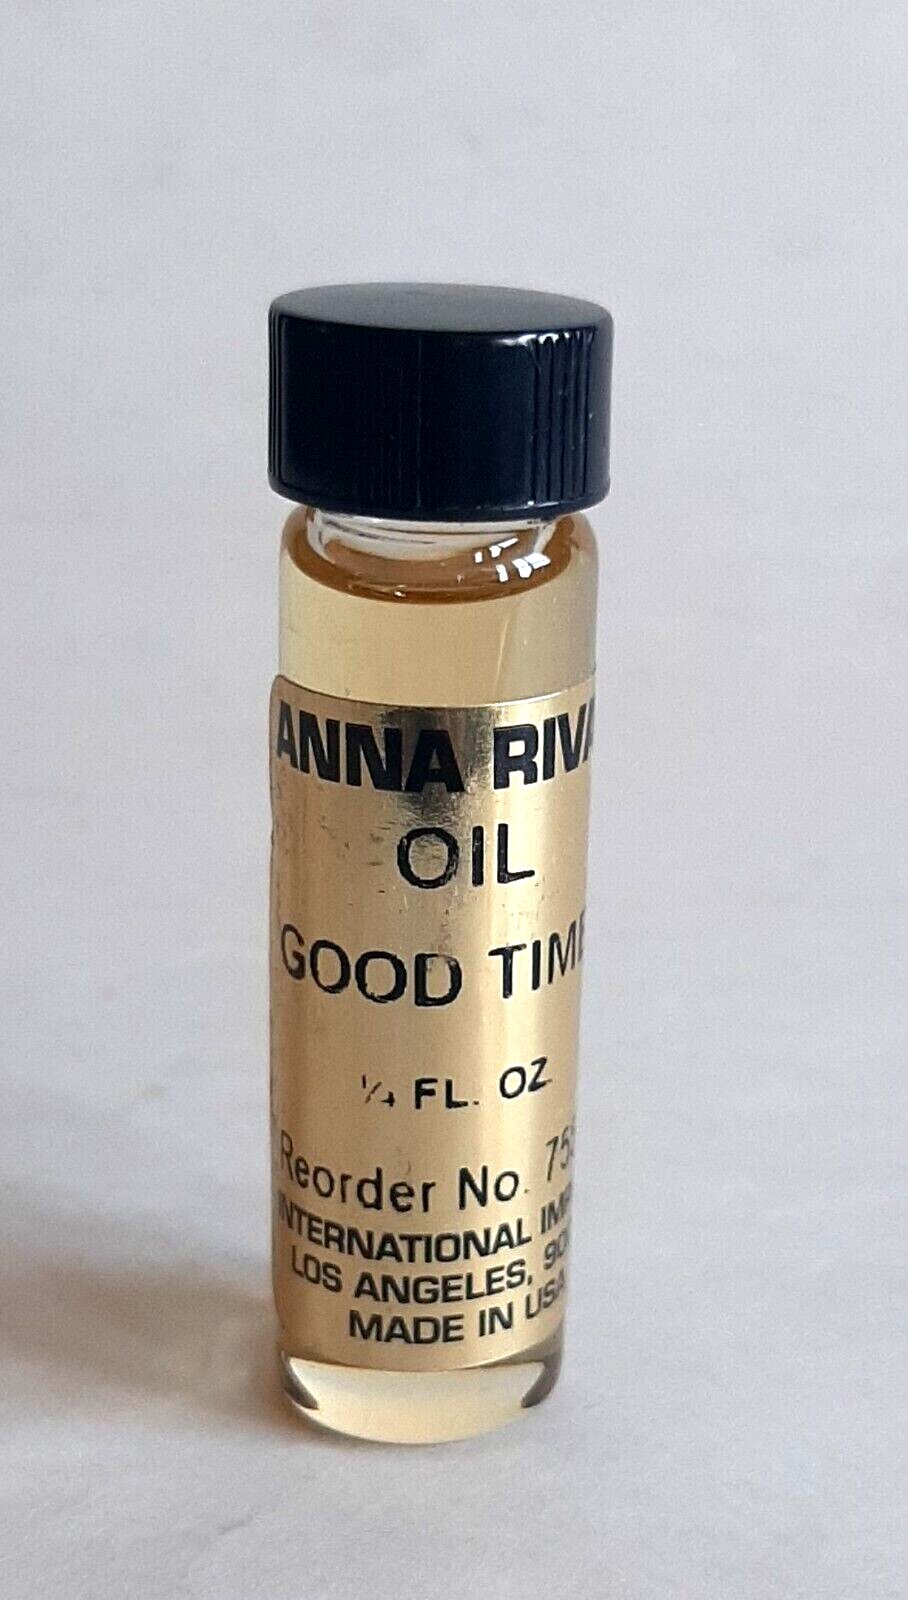 ANNA RIVA
OIL
GOOD TIME
¼ FL. OZ.
Reorder No.
INTERNATIONAL
LOS ANGELES,
MADE IN USA